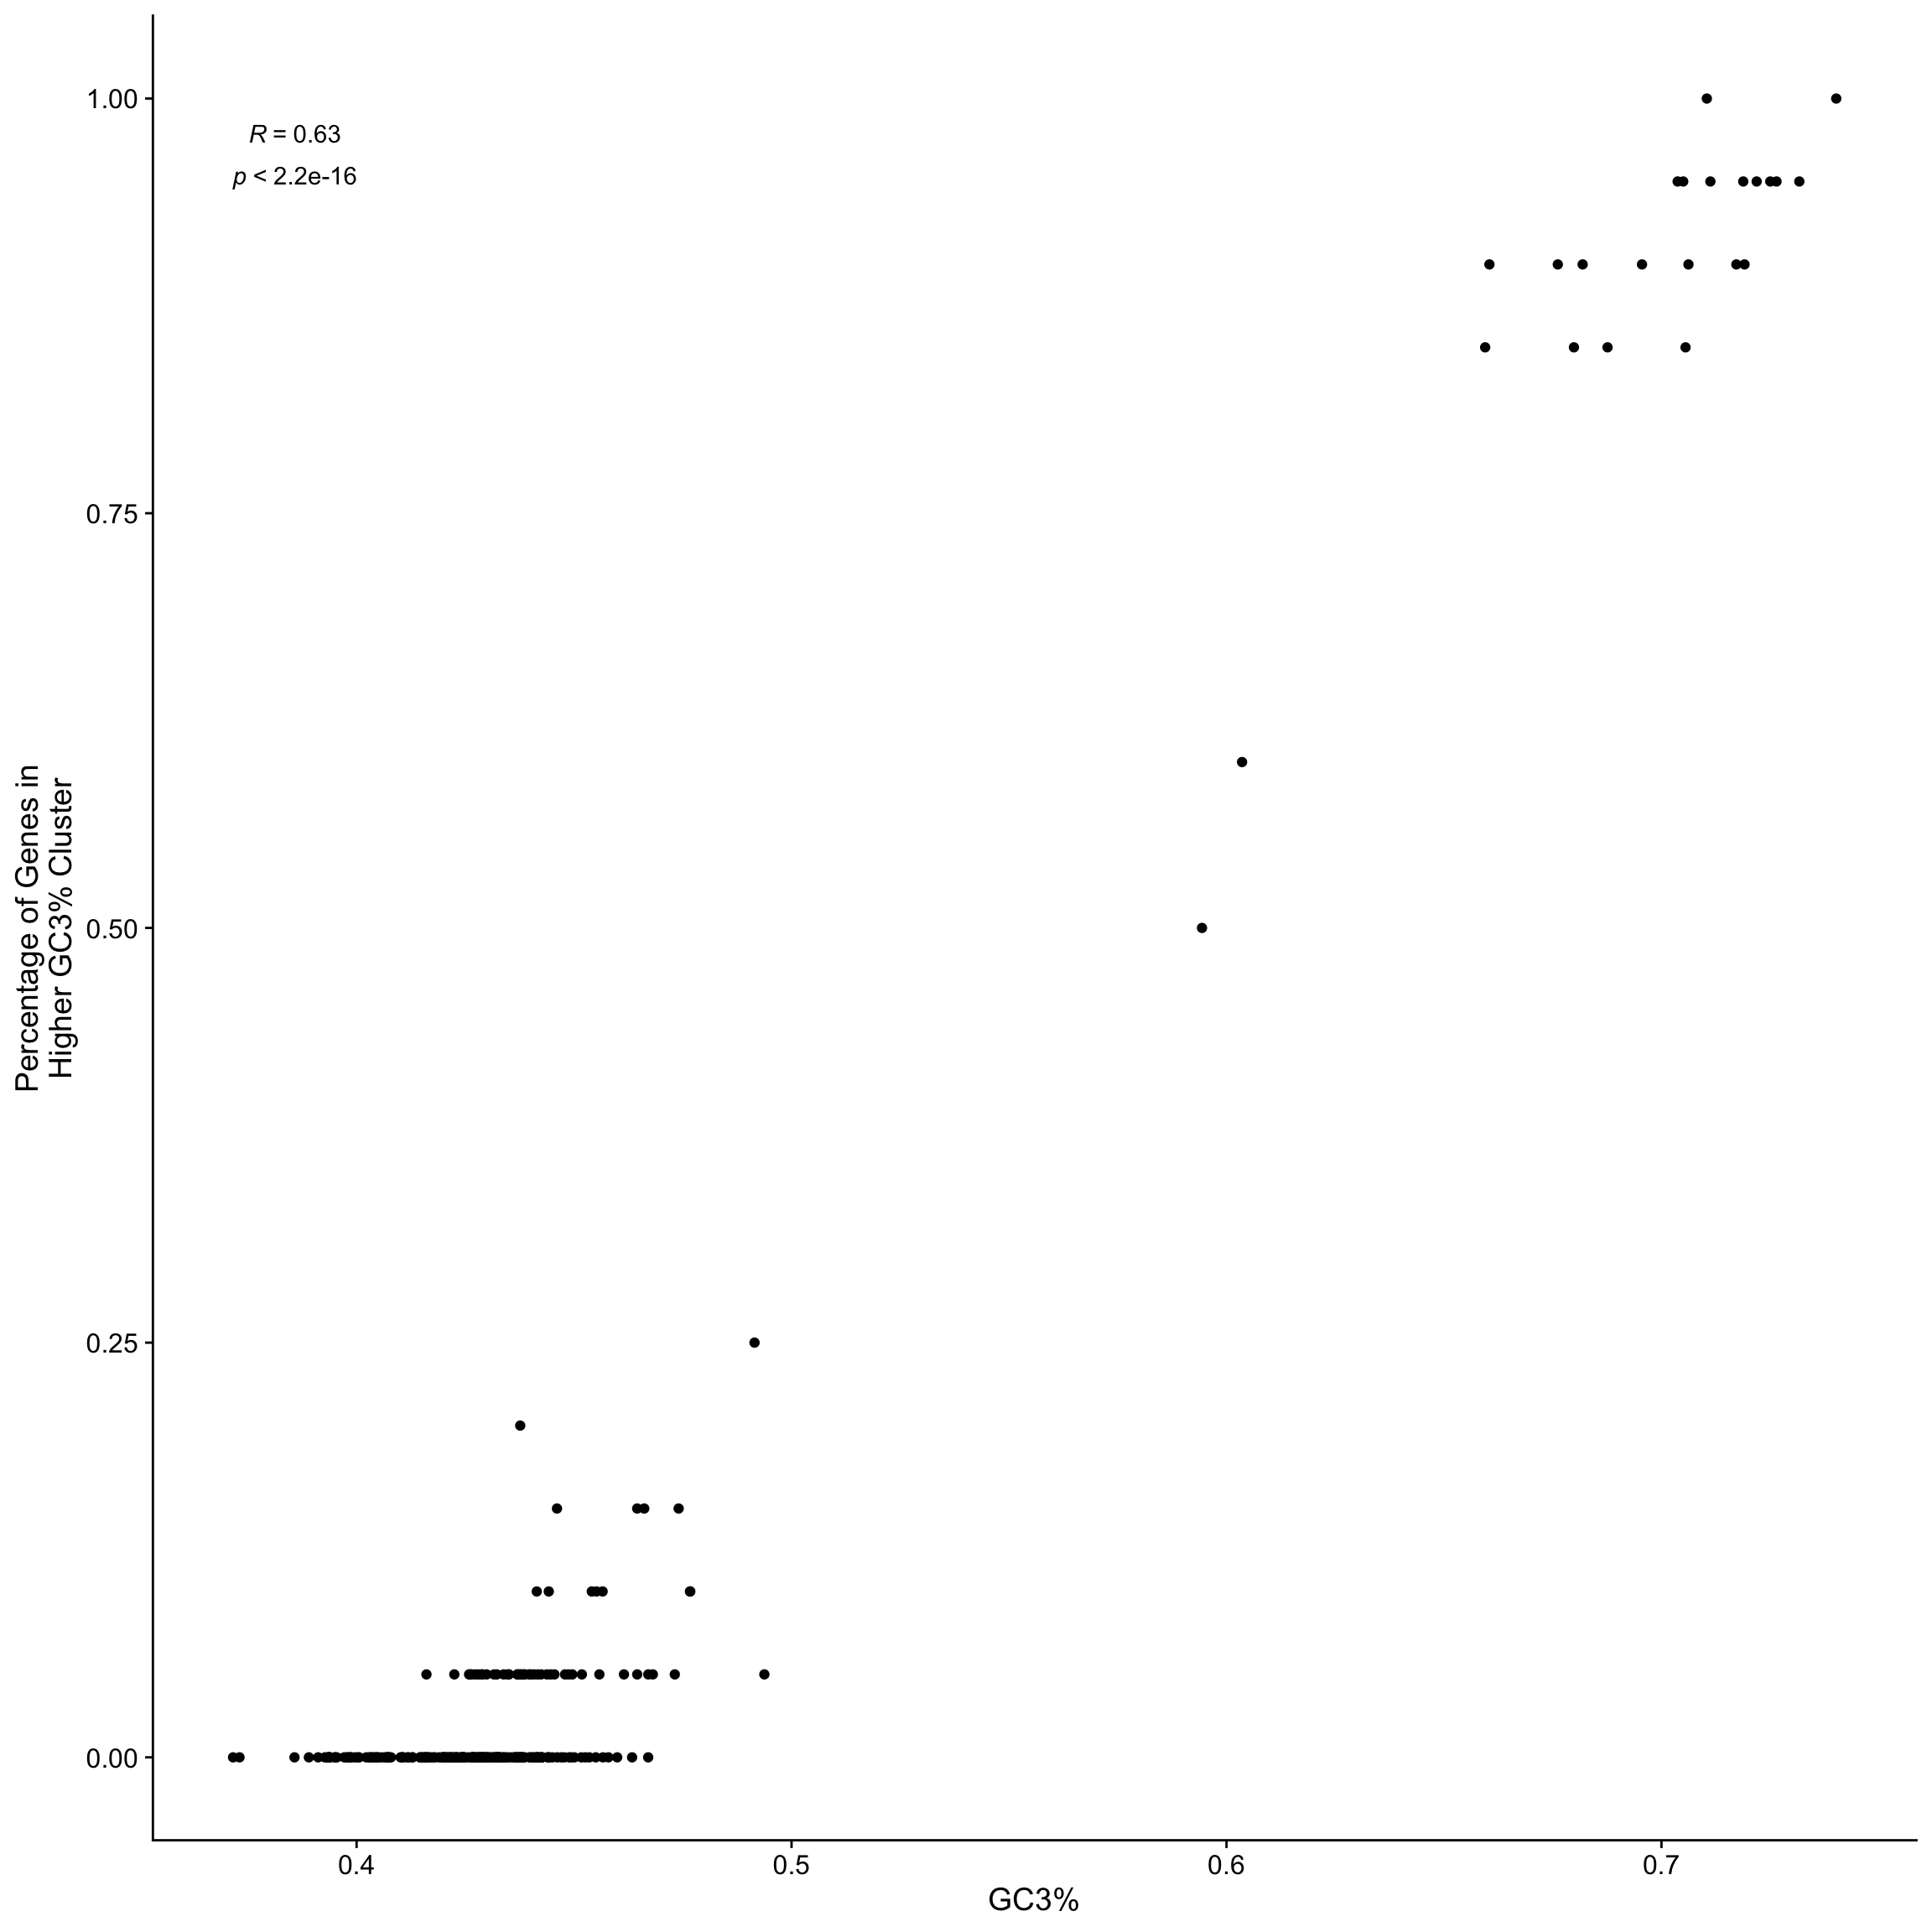 R = 0.63
p < 2.2e-16
1.00
0.75
0.50
0.25
0.00
Percentage of Genes in
Higher GC3% Cluster
0.4
0.5
0.6
0.7
GC3%